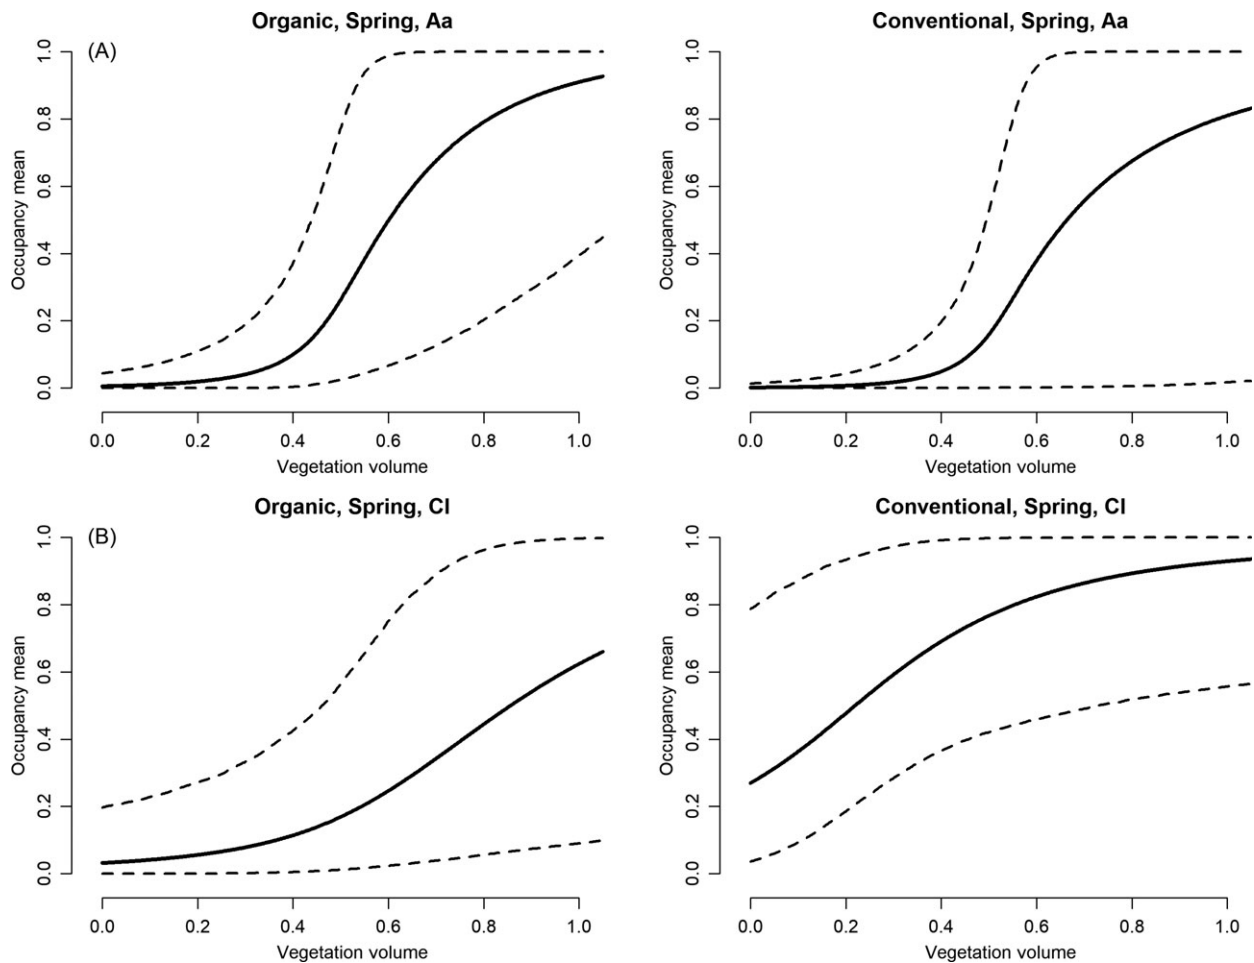 Organic, Spring, Aa
(A)
Occupancy mean
1.0
0.8
0.6
0.4
0.2
0.0
0.0 0.2 0.4 0.6 0.8 1.0
Vegetation volume
Conventional, Spring, Aa
Occupancy mean
1.0
0.8
0.6
0.4
0.2
0.0
0.0 0.2 0.4 0.6 0.8 1.0
Vegetation volume
Organic, Spring, Cl
(B)
Occupancy mean
1.0
0.8
0.6
0.4
0.2
0.0
0.0 0.2 0.4 0.6 0.8 1.0
Vegetation volume
Conventional, Spring, Cl
Occupancy mean
1.0
0.8
0.6
0.4
0.2
0.0
0.0 0.2 0.4 0.6 0.8 1.0
Vegetation volume